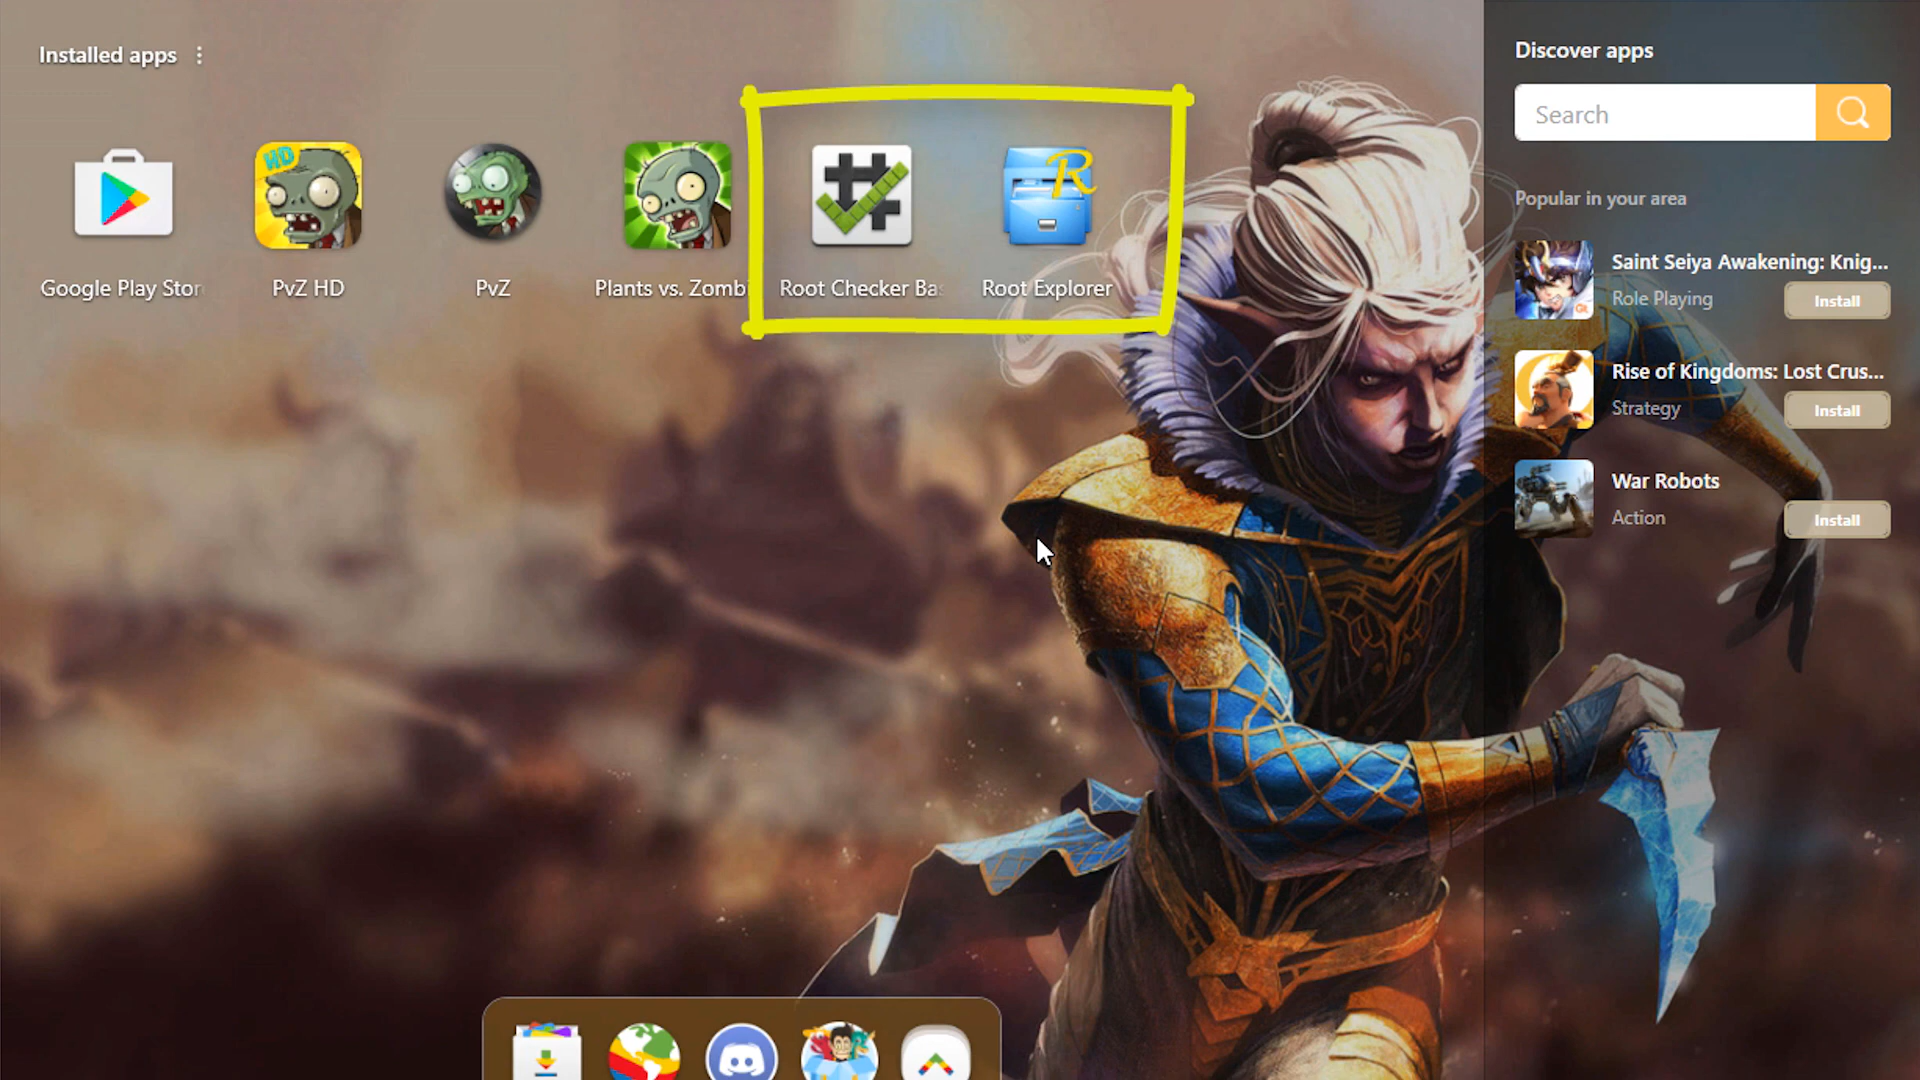 Installed apps
Discover apps
Search
Popular in your area
HD
R
Google Play Stor
PvZ HD
PvZ
Plants vs. Zombi
Root Checker Ba
Root Explorer
Saint Seiya Awakening: Knig...
Role Playing
Install
Rise of Kingdoms: Lost Crus...
Strategy
Install
War Robots
Action
Install